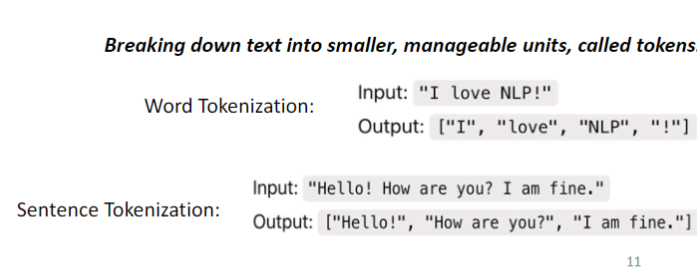 Breaking down text into smaller, manageable units, called tokens.
Word Tokenization:
Input: "I love NLP!"
Output: ["I", "love", "NLP", "!"]
Sentence Tokenization:
Input: "Hello! How are you? I am fine."
Output: ["Hello!", "How are you?", "I am fine."]
11